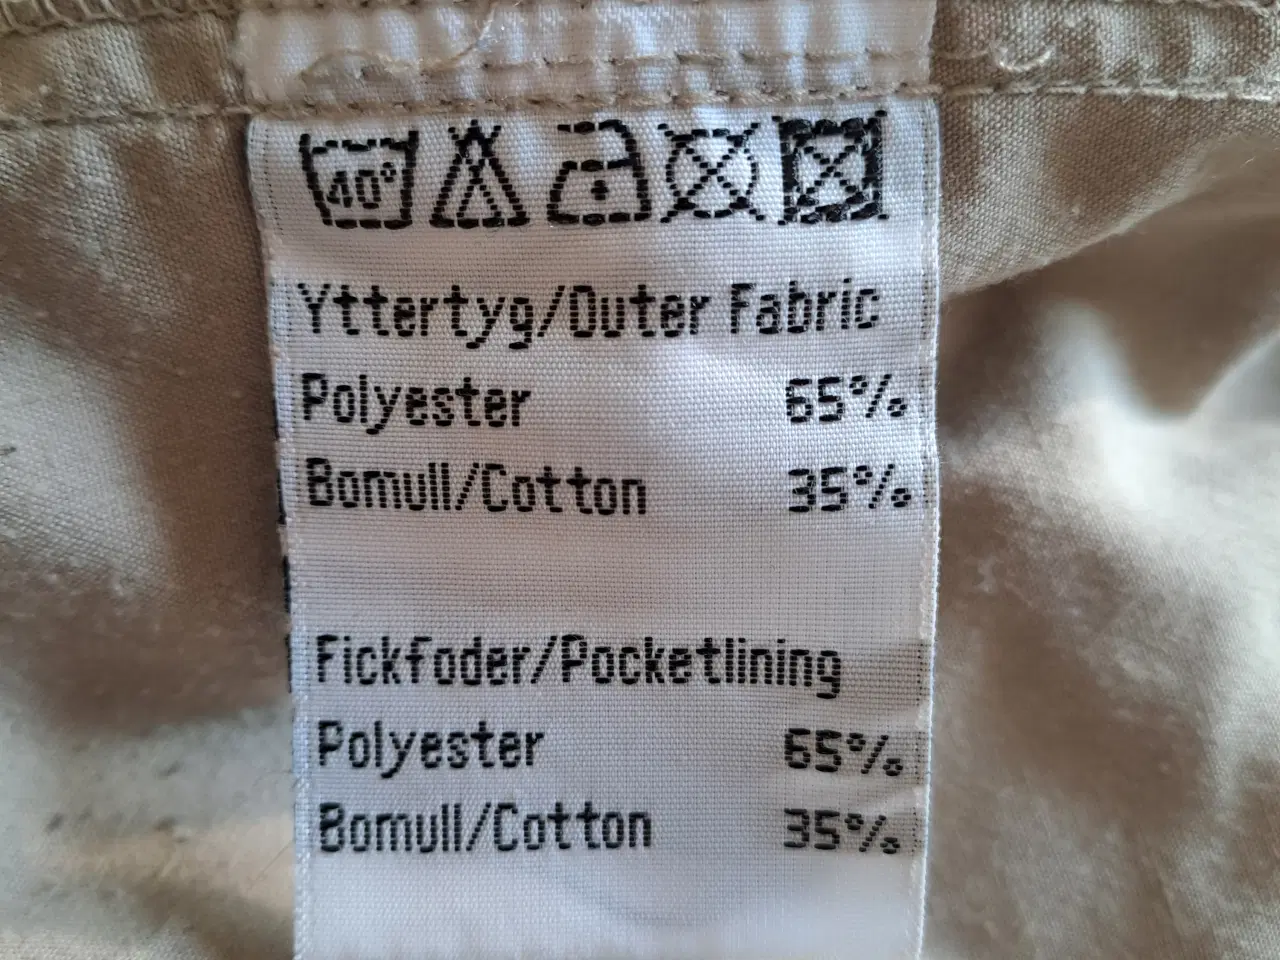 40°
Yttertyg/Outer Fabric
Polyester 65%
Bomull/Cotton 35%
Fickfoder/Pocketlining
Polyester 65%
Bomull/Cotton 35%